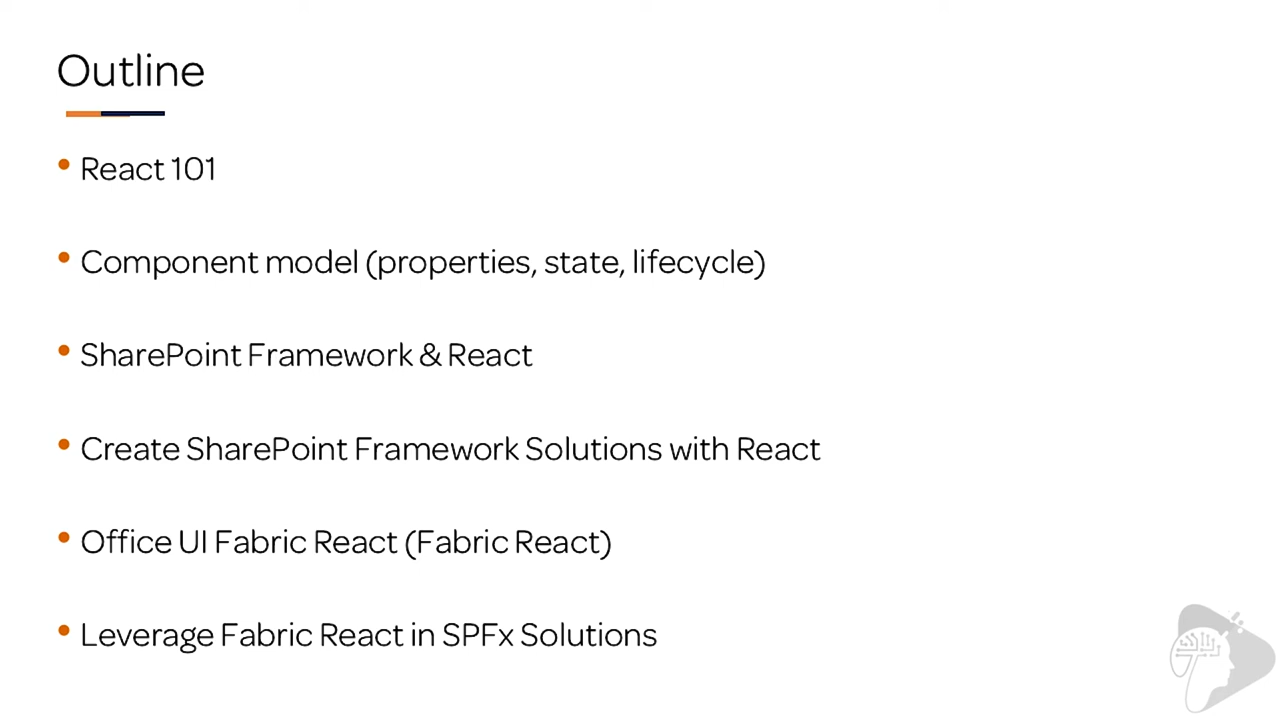 Outline
• React 101
• Component model (properties, state, lifecycle)
• SharePoint Framework & React
• Create SharePoint Framework Solutions with React
• Office UI Fabric React (Fabric React)
• Leverage Fabric React in SPFx Solutions